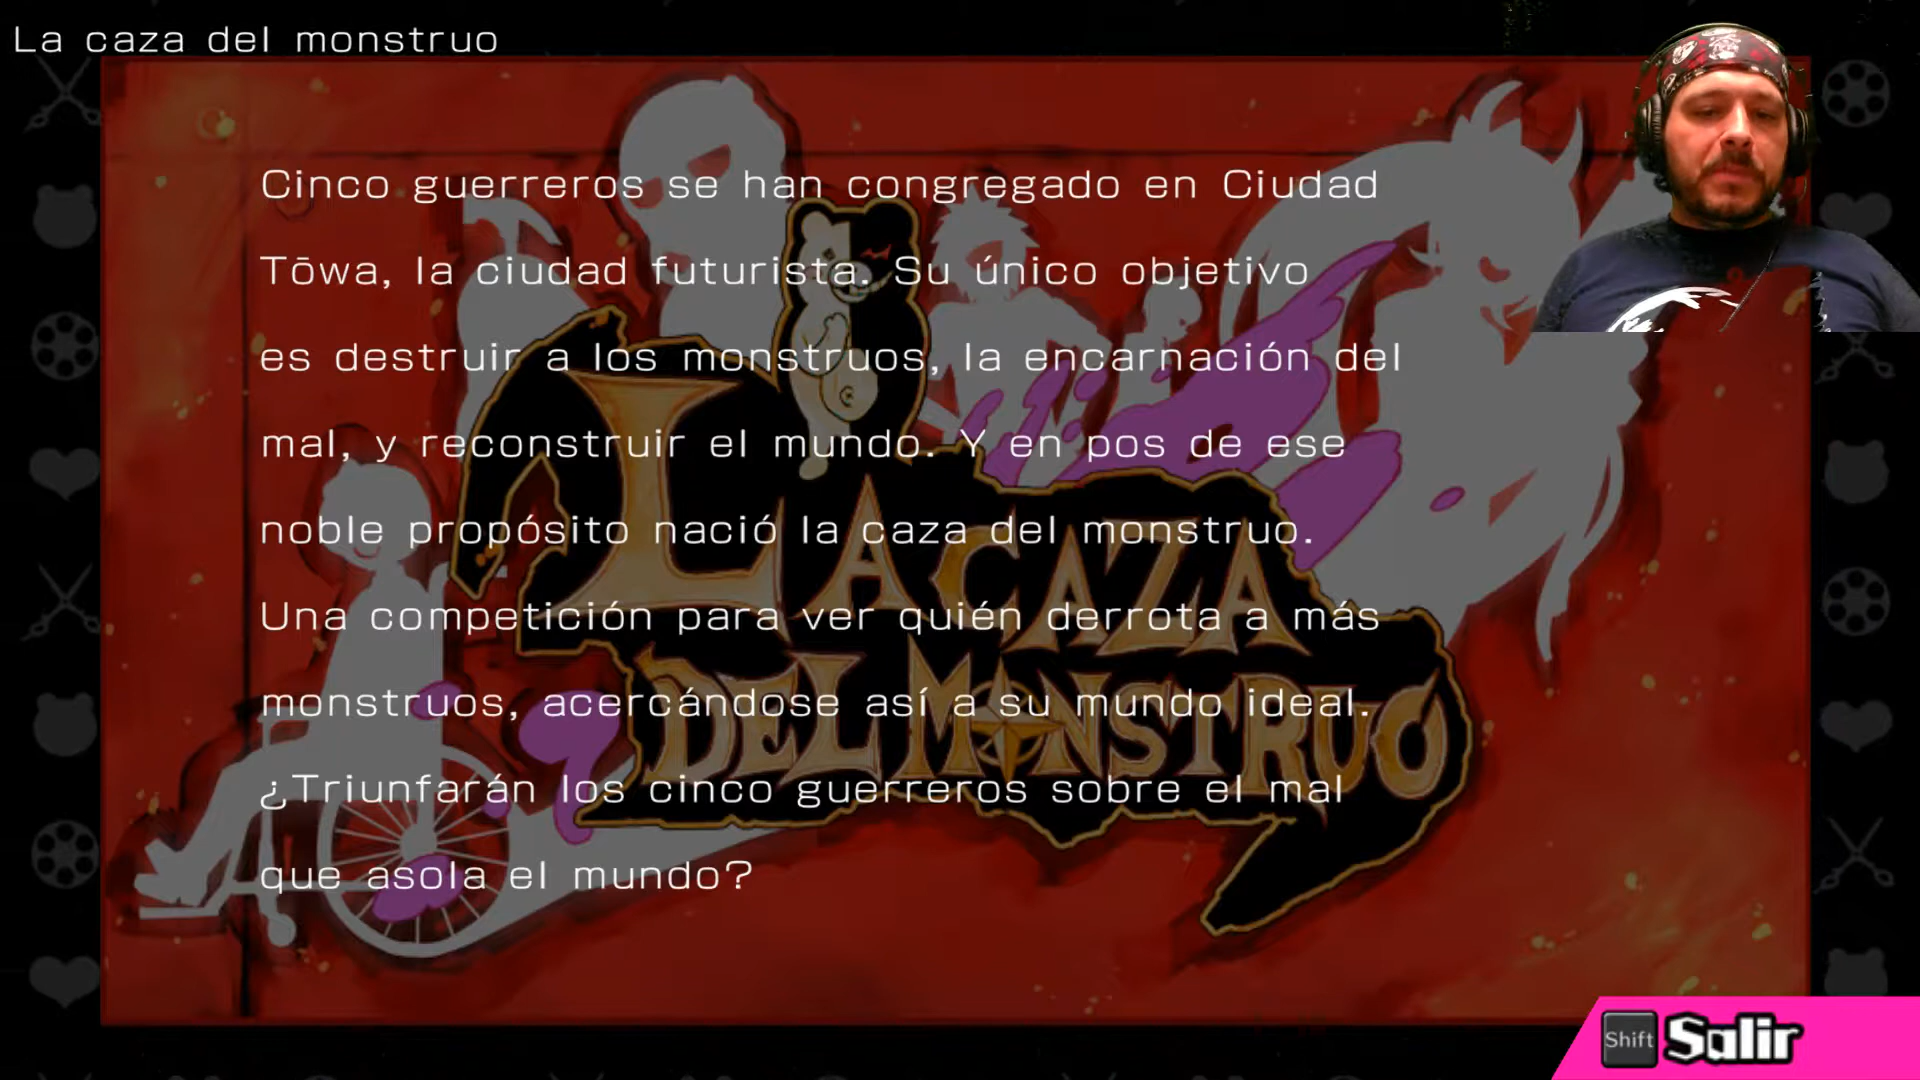 La caza del monstruo
Cinco guerreros se han congregado en Ciudad
Tōwa, la ciudad futurista. Su único objetivo
es destruir a los monstruos, la encarnación del
mal, y reconstruir el mundo. Y en pos de ese
noble propósito nació la caza del monstruo.
Una competición para ver quién derrota a más
monstruos, acercándose así a su mundo ideal.
¿Triunfarán los cinco guerreros sobre el mal
que asola el mundo?
LA CAZA
DEL MONSTRUO
Shift Salir